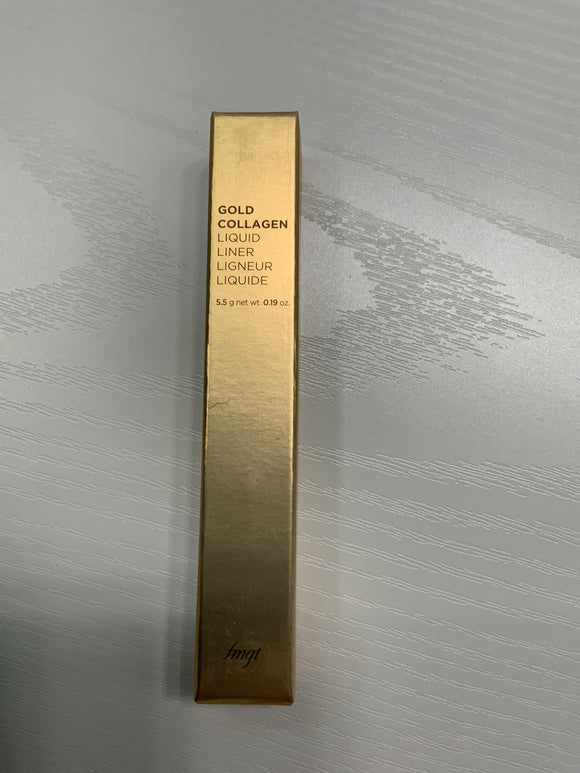 GOLD
COLLAGEN
LIQUID
LINER
LIGNEUR
LIQUIDE
5.5 g net wt. 0.19 oz.
fmgt